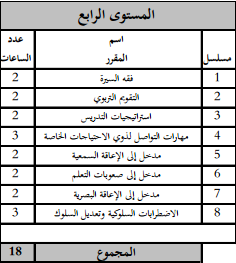 المستوى الرابع
مسلسل اسم المقرر عدد الساعات
1 فقه السيرة 2
2 التقويم التربوي 2
3 استراتيجيات التدريس 2
4 مهارات التواصل لذوي الاحتياجات الخاصة 3
5 مدخل إلى الإعاقة السمعية 2
6 مدخل إلى صعوبات التعلم 2
7 مدخل إلى الإعاقة البصرية 2
8 الاضطرابات السلوكية وتعديل السلوك 3
المجموع 18